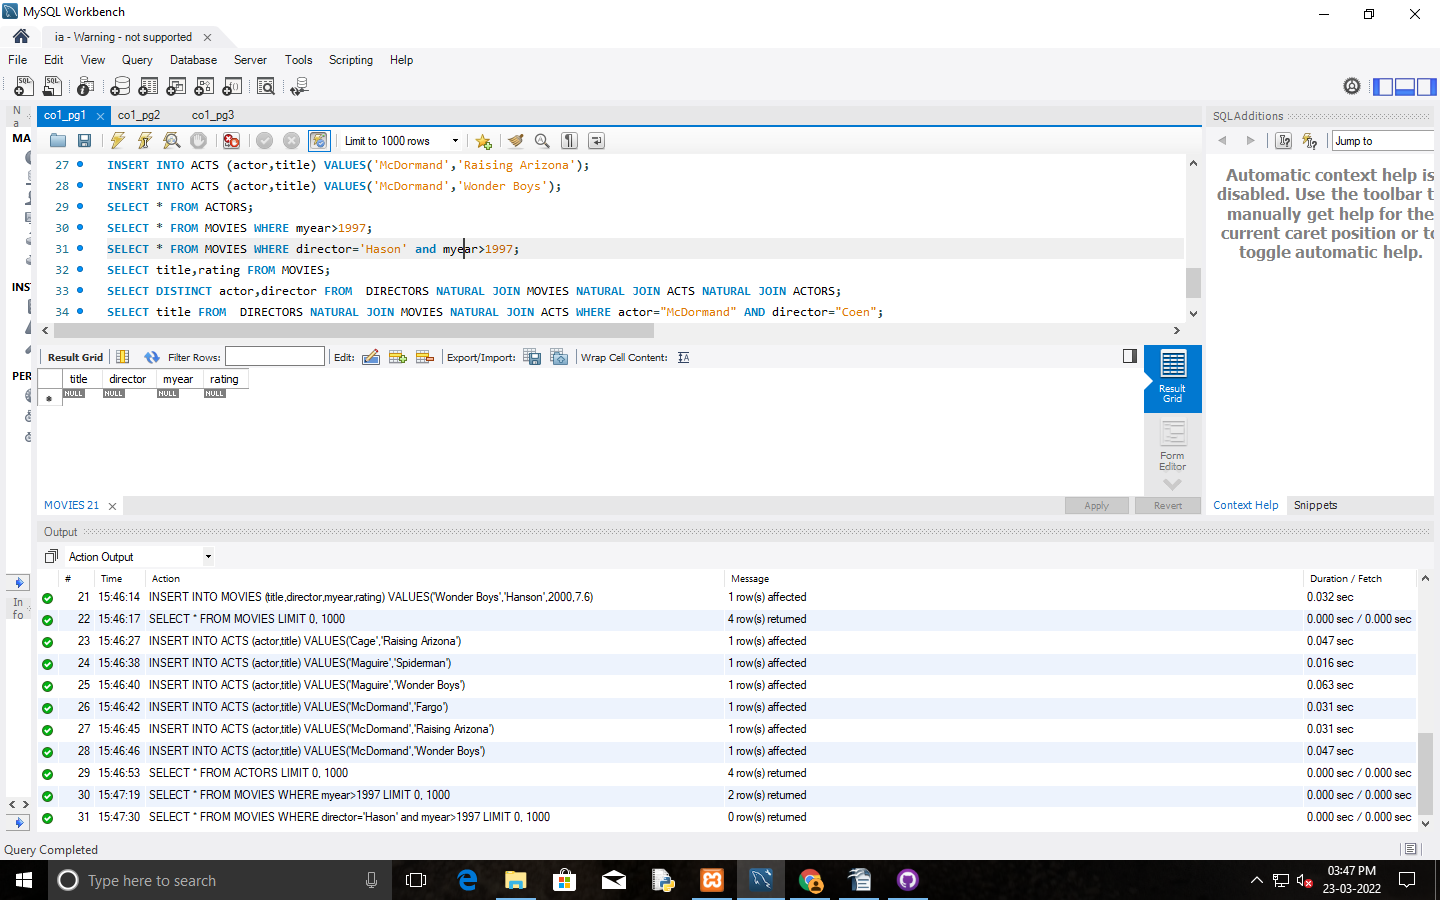 MySQL Workbench
ia - Warning - not supported
File Edit View Query Database Server Tools Scripting Help
N
a
MA
INST
PER
In
fo
co1_pg1 co1_pg2 co1_pg3
Limit to 1000 rows
27 INSERT INTO ACTS (actor,title) VALUES('McDormand','Raising Arizona');
28 INSERT INTO ACTS (actor,title) VALUES('McDormand','Wonder Boys');
29 SELECT * FROM ACTORS;
30 SELECT * FROM MOVIES WHERE myear>1997;
31 SELECT * FROM MOVIES WHERE director='Hason' and myear>1997;
32 SELECT title,rating FROM MOVIES;
33 SELECT DISTINCT actor,director FROM  DIRECTORS NATURAL JOIN MOVIES NATURAL JOIN ACTS NATURAL JOIN ACTORS;
34 SELECT title FROM  DIRECTORS NATURAL JOIN MOVIES NATURAL JOIN ACTS WHERE actor="McDormand" AND director="Coen";
Result Grid Filter Rows: Edit: Export/Import: Wrap Cell Content:
title director myear rating
NULL NULL NULL NULL
Result
Grid
Form
Editor
MOVIES 21 Apply Revert
SQLAdditions
Jump to
Automatic context help is
disabled. Use the toolbar t
manually get help for the
current caret position or to
toggle automatic help.
Context Help Snippets
Output
Action Output
# Time Action Message Duration / Fetch
21 15:46:14 INSERT INTO MOVIES (title,director,myear,rating) VALUES('Wonder Boys','Hanson',2000,7.6) 1 row(s) affected 0.032 sec
22 15:46:17 SELECT * FROM MOVIES LIMIT 0, 1000 4 row(s) returned 0.000 sec / 0.000 sec
23 15:46:27 INSERT INTO ACTS (actor,title) VALUES('Cage','Raising Arizona') 1 row(s) affected 0.047 sec
24 15:46:38 INSERT INTO ACTS (actor,title) VALUES('Maguire','Spiderman') 1 row(s) affected 0.016 sec
25 15:46:40 INSERT INTO ACTS (actor,title) VALUES('Maguire','Wonder Boys') 1 row(s) affected 0.063 sec
26 15:46:42 INSERT INTO ACTS (actor,title) VALUES('McDormand','Fargo') 1 row(s) affected 0.031 sec
27 15:46:45 INSERT INTO ACTS (actor,title) VALUES('McDormand','Raising Arizona') 1 row(s) affected 0.031 sec
28 15:46:46 INSERT INTO ACTS (actor,title) VALUES('McDormand','Wonder Boys') 1 row(s) affected 0.047 sec
29 15:46:53 SELECT * FROM ACTORS LIMIT 0, 1000 4 row(s) returned 0.000 sec / 0.000 sec
30 15:47:19 SELECT * FROM MOVIES WHERE myear>1997 LIMIT 0, 1000 2 row(s) returned 0.000 sec / 0.000 sec
31 15:47:30 SELECT * FROM MOVIES WHERE director='Hason' and myear>1997 LIMIT 0, 1000 0 row(s) returned 0.000 sec / 0.000 sec
Query Completed
Type here to search
03:47 PM
23-03-2022